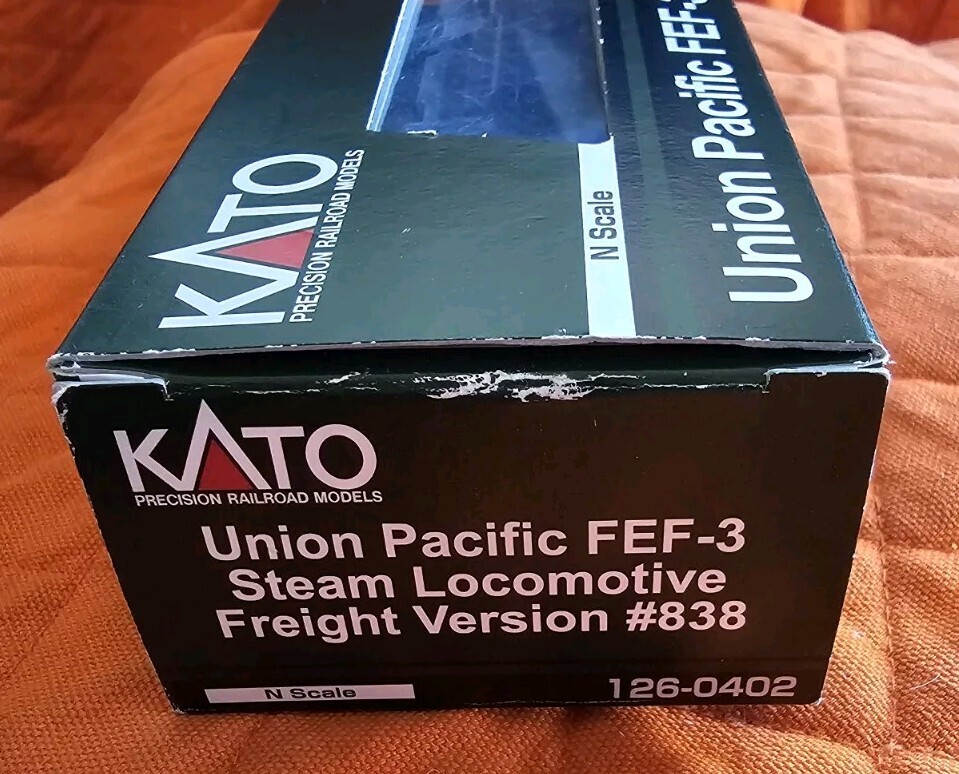 KATO
PRECISION RAILROAD MODELS
N Scale
Union Pacific FEF-3
KATO
PRECISION RAILROAD MODELS
Union Pacific FEF-3
Steam Locomotive
Freight Version #838
N Scale
126-0402